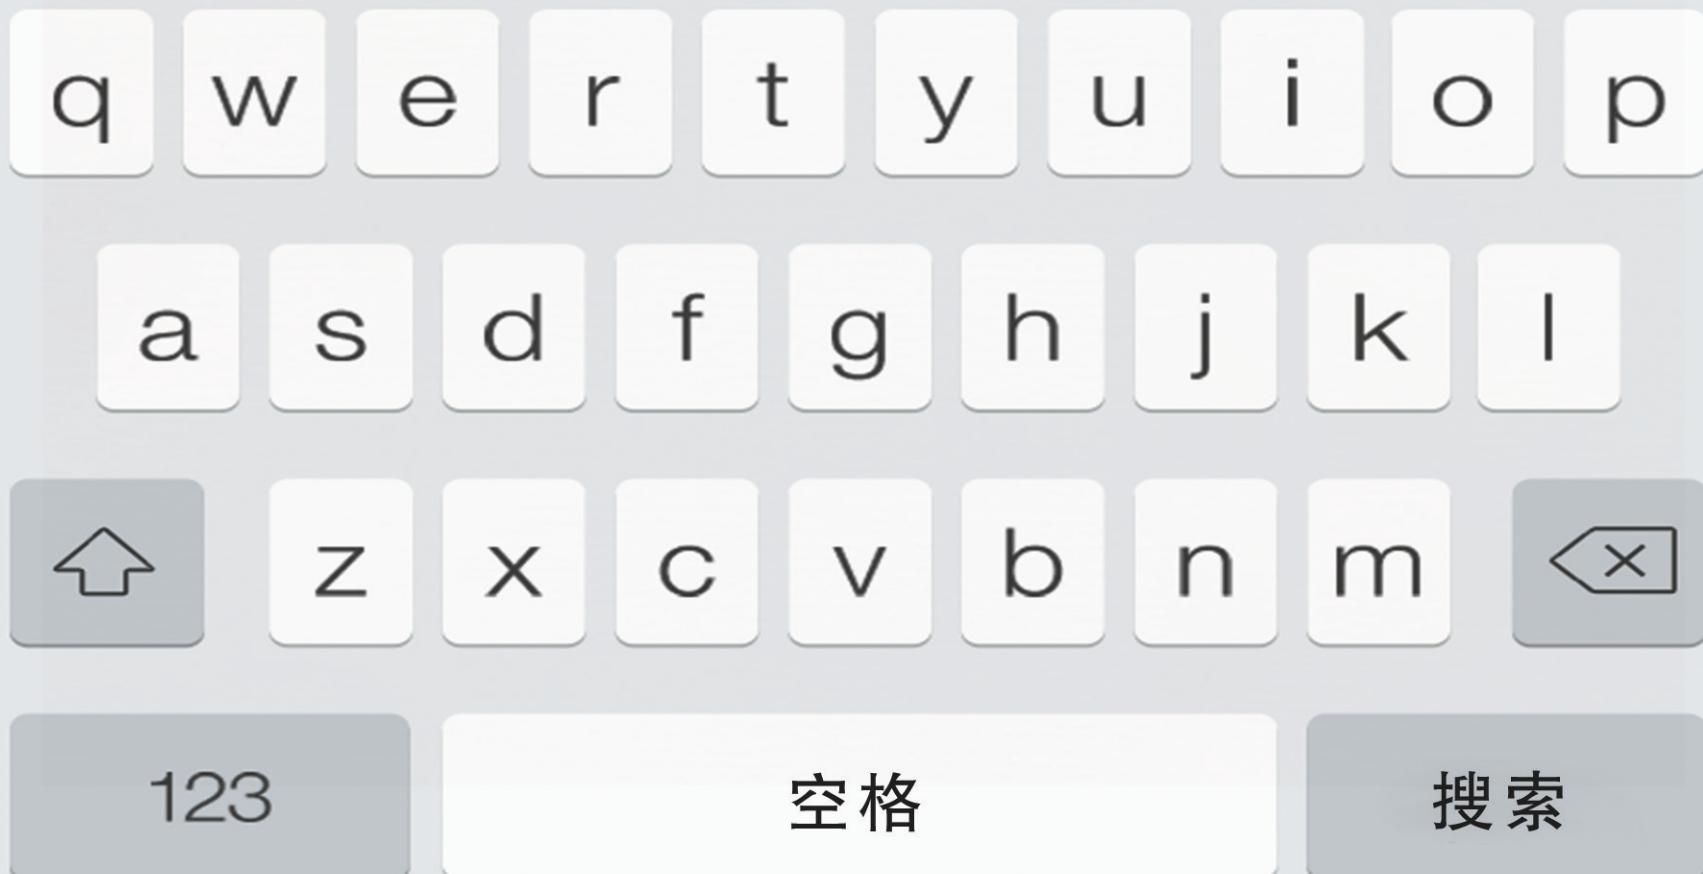 q w e r t y u i o p
a s d f g h j k l
z x c v b n m
123 空格 搜索